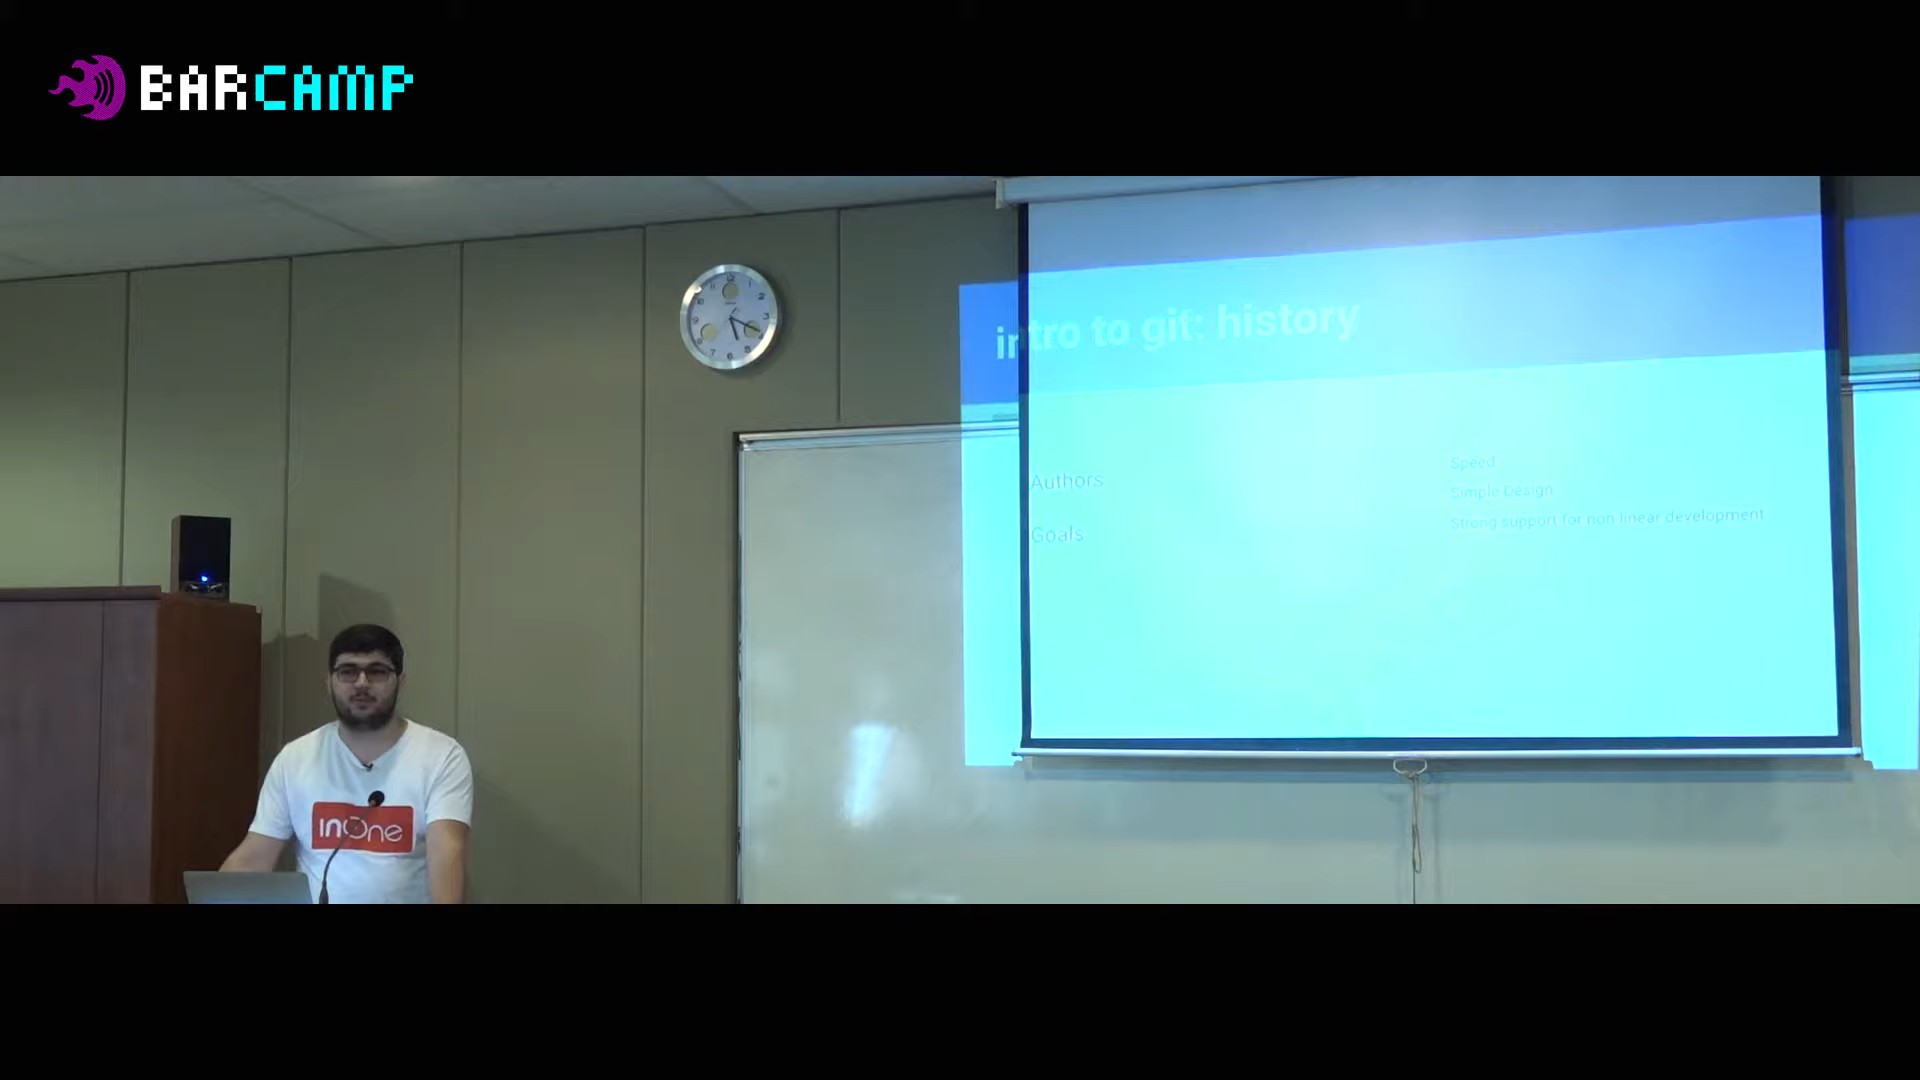 BARCAMP
intro to git: history
Authors
Goals
Speed
Simple Design
Strong support for non linear development
inOne